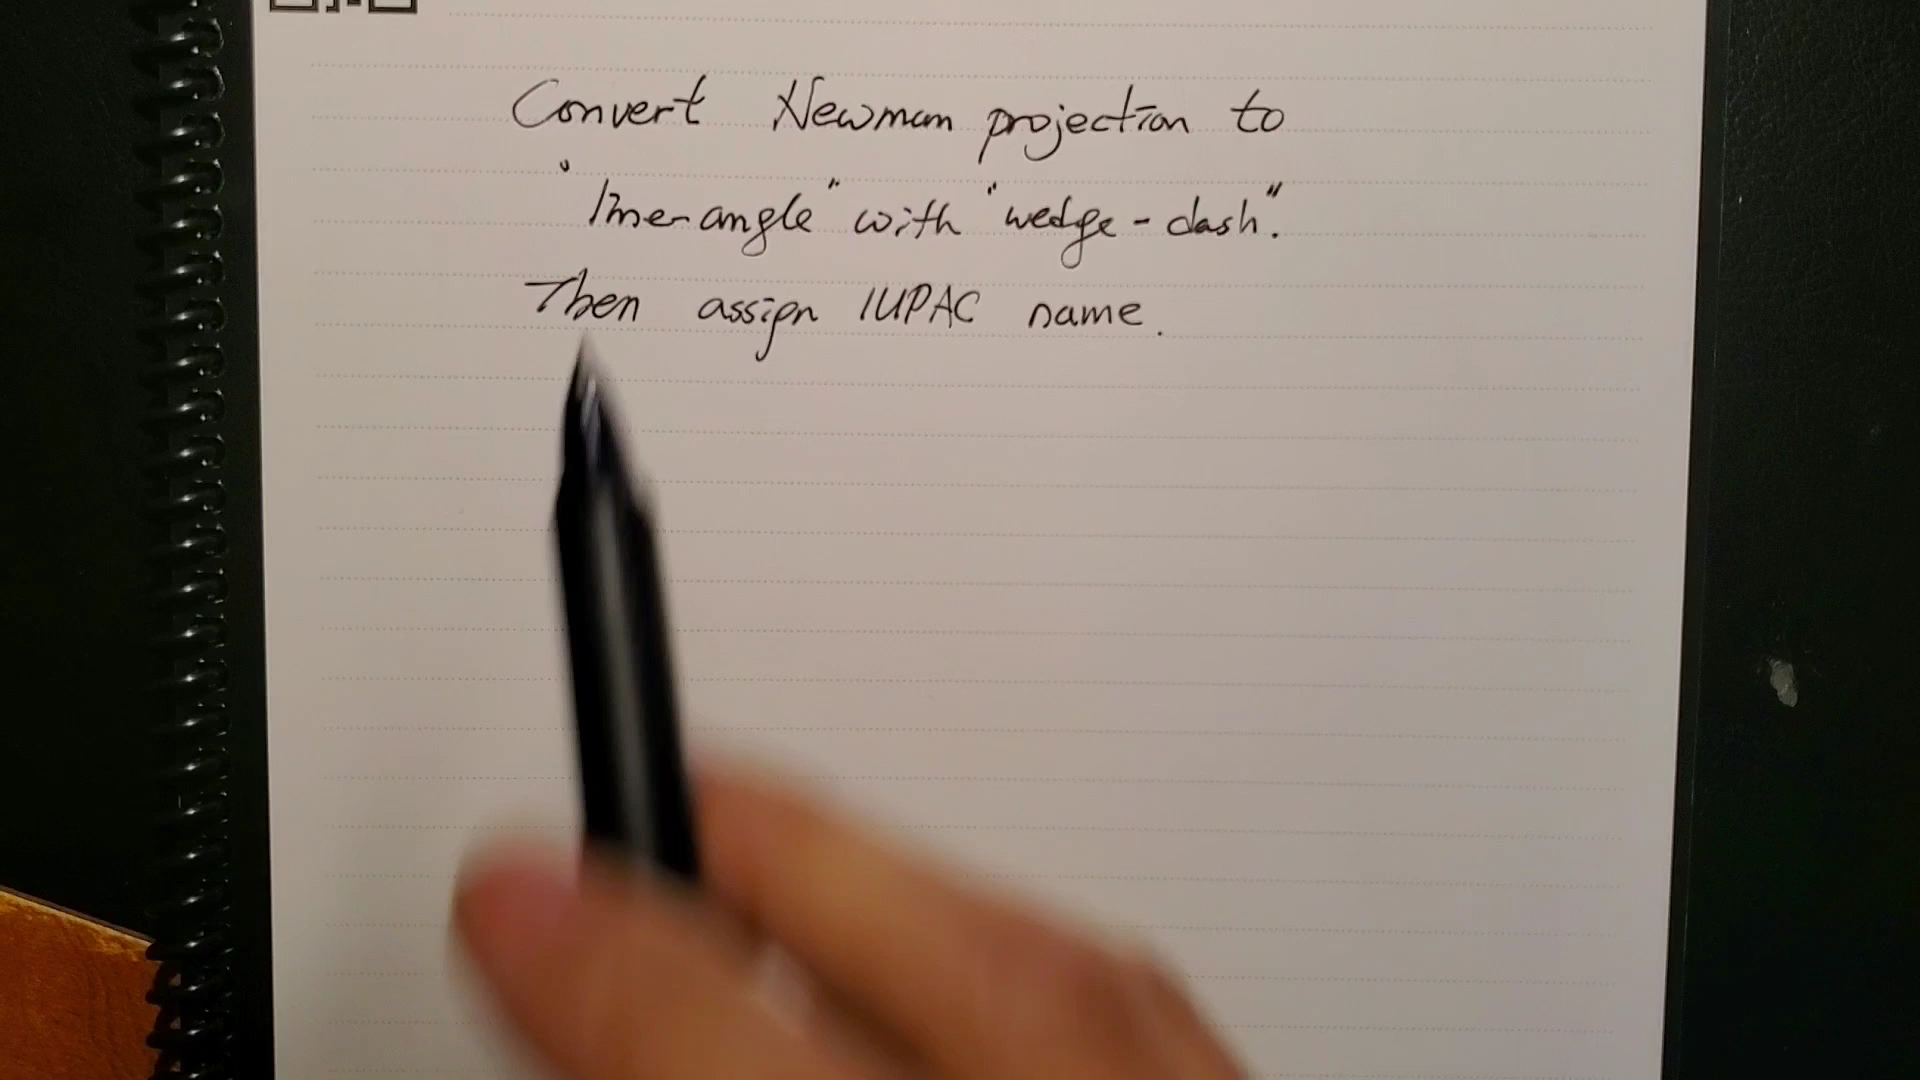 Convert Newman projection to
"line-angle" with "wedge-dash".
Then assign IUPAC name.